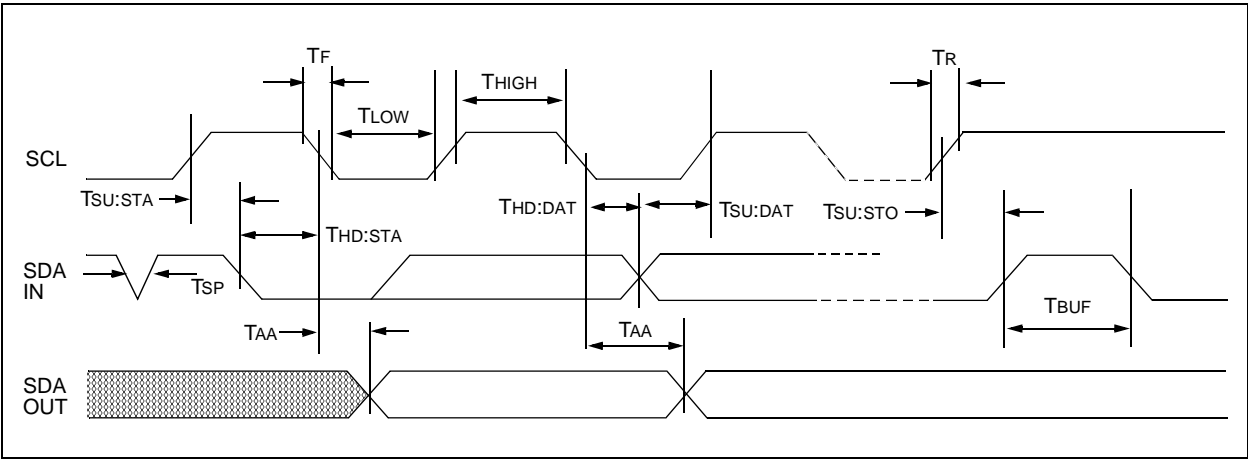 TF
TR
THIGH
TLOW
SCL
TSU:STA
THD:DAT
TSU:DAT
TSU:STO
THD:STA
SDA
IN
TSP
TBUF
TAA
TAA
SDA
OUT